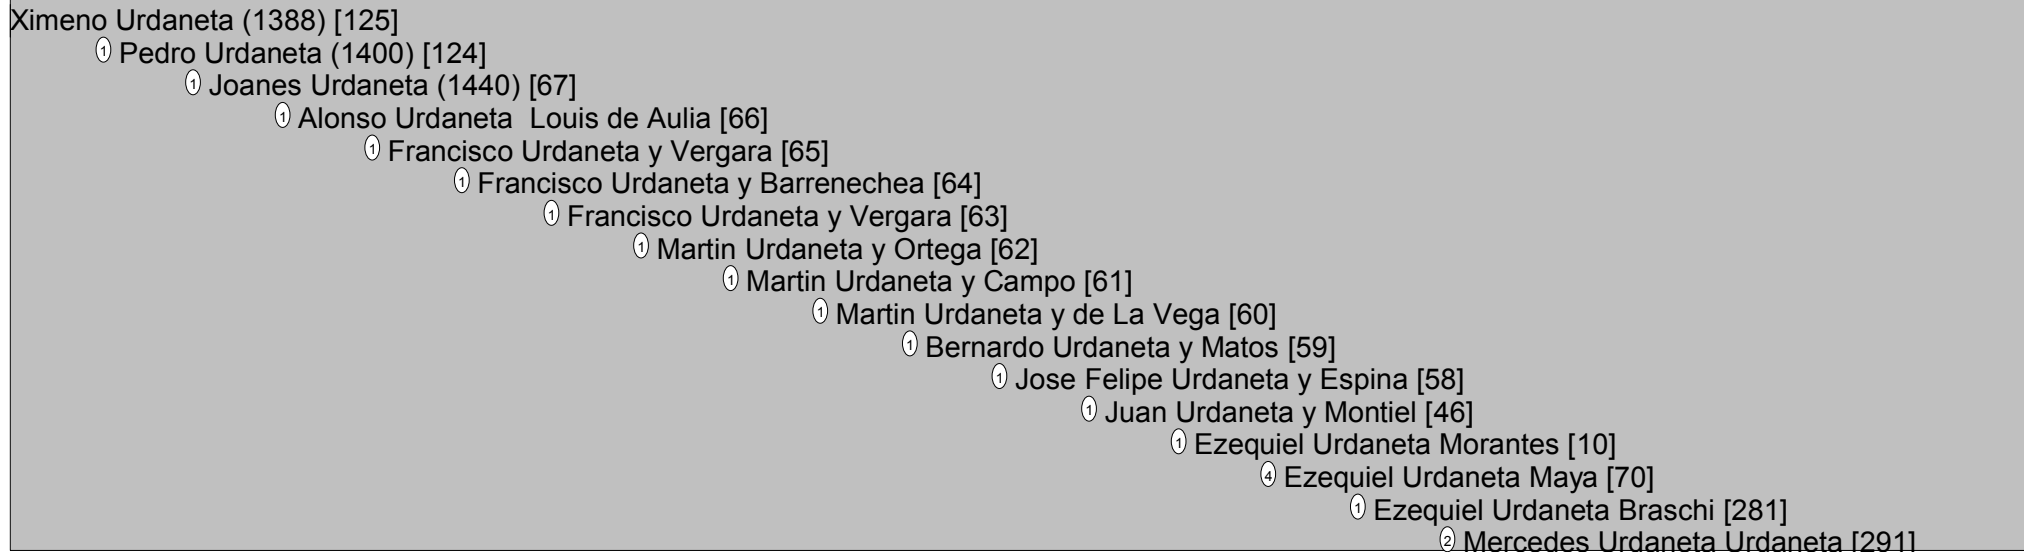 Ximeno Urdaneta (1388) [125]
1 Pedro Urdaneta (1400) [124]
1 Joanes Urdaneta (1440) [67]
1 Alonso Urdaneta  Louis de Aulia [66]
1 Francisco Urdaneta y Vergara [65]
1 Francisco Urdaneta y Barrenechea [64]
1 Francisco Urdaneta y Vergara [63]
1 Martin Urdaneta y Ortega [62]
1 Martin Urdaneta y Campo [61]
1 Martin Urdaneta y de La Vega [60]
1 Bernardo Urdaneta y Matos [59]
1 Jose Felipe Urdaneta y Espina [58]
1 Juan Urdaneta y Montiel [46]
1 Ezequiel Urdaneta Morantes [10]
4 Ezequiel Urdaneta Maya [70]
1 Ezequiel Urdaneta Braschi [281]
2 Mercedes Urdaneta Urdaneta [291]